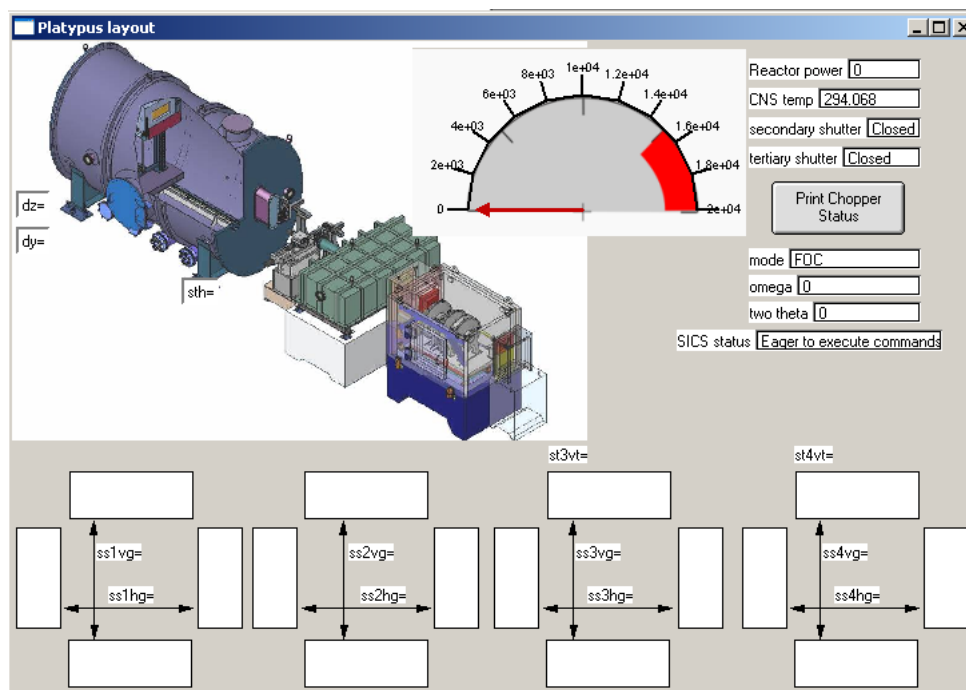 Platypus layout
Reactor power 0
CNS temp 294.068
secondary shutter Closed
tertiary shutter Closed
Print Chopper
Status
mode FOC
omega 0
two theta 0
SICS status Eager to execute commands
0
2e+03
4e+03
6e+03
8e+03
1e+04
1.2e+04
1.4e+04
1.6e+04
1.8e+04
2e+04
dz=
dy=
sth=
st3vt=
st4vt=
ss1vg=
ss2vg=
ss3vg=
ss4vg=
ss1hg=
ss2hg=
ss3hg=
ss4hg=